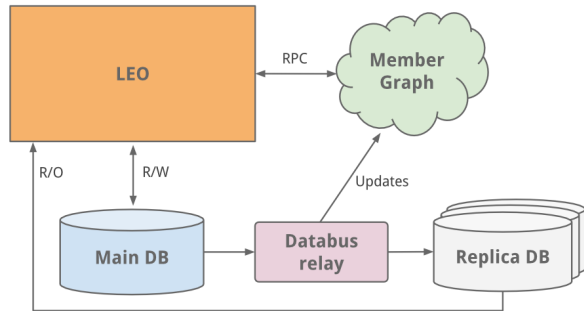 LEO
RPC
Member
Graph
R/O
R/W
Updates
Main DB
Databus
relay
Replica DB